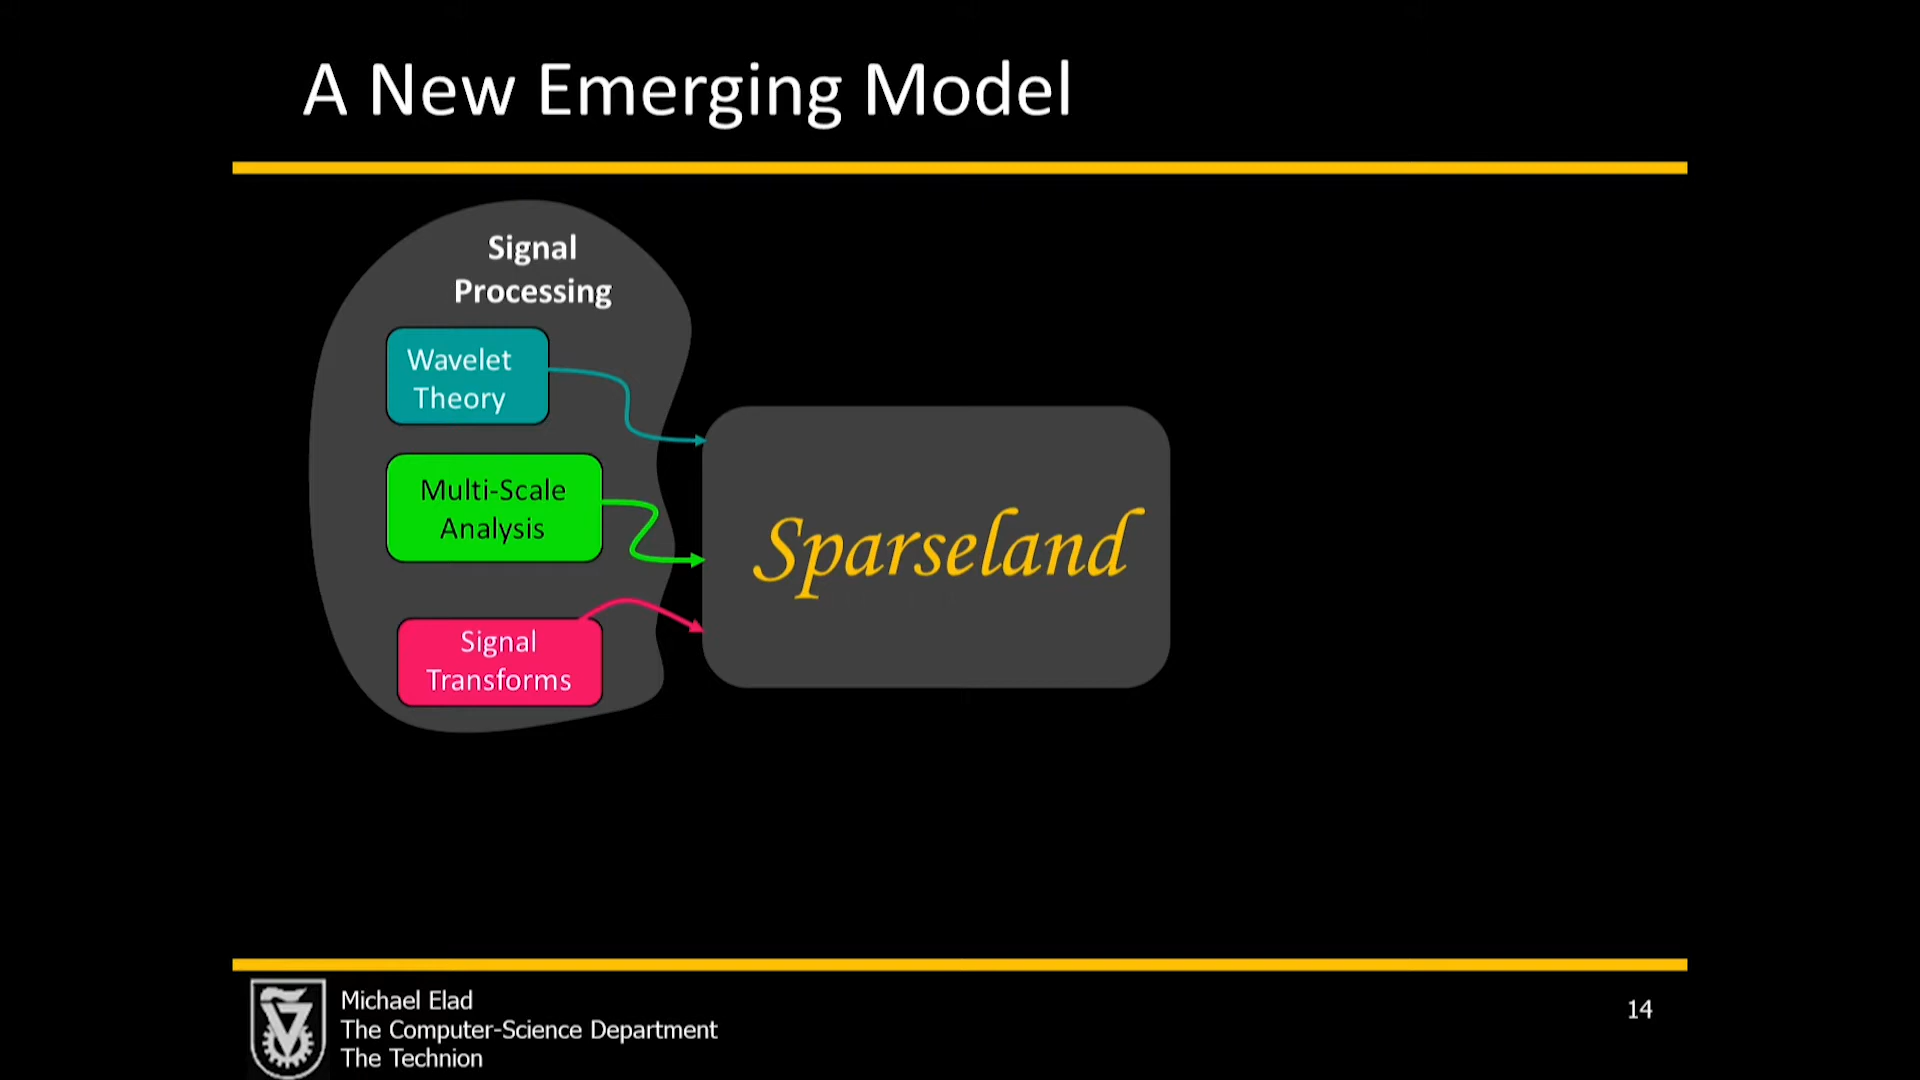 A New Emerging Model
Signal
Processing
Wavelet
Theory
Multi-Scale
Analysis
Signal
Transforms
Sparseland
Michael Elad
The Computer-Science Department
The Technion
14